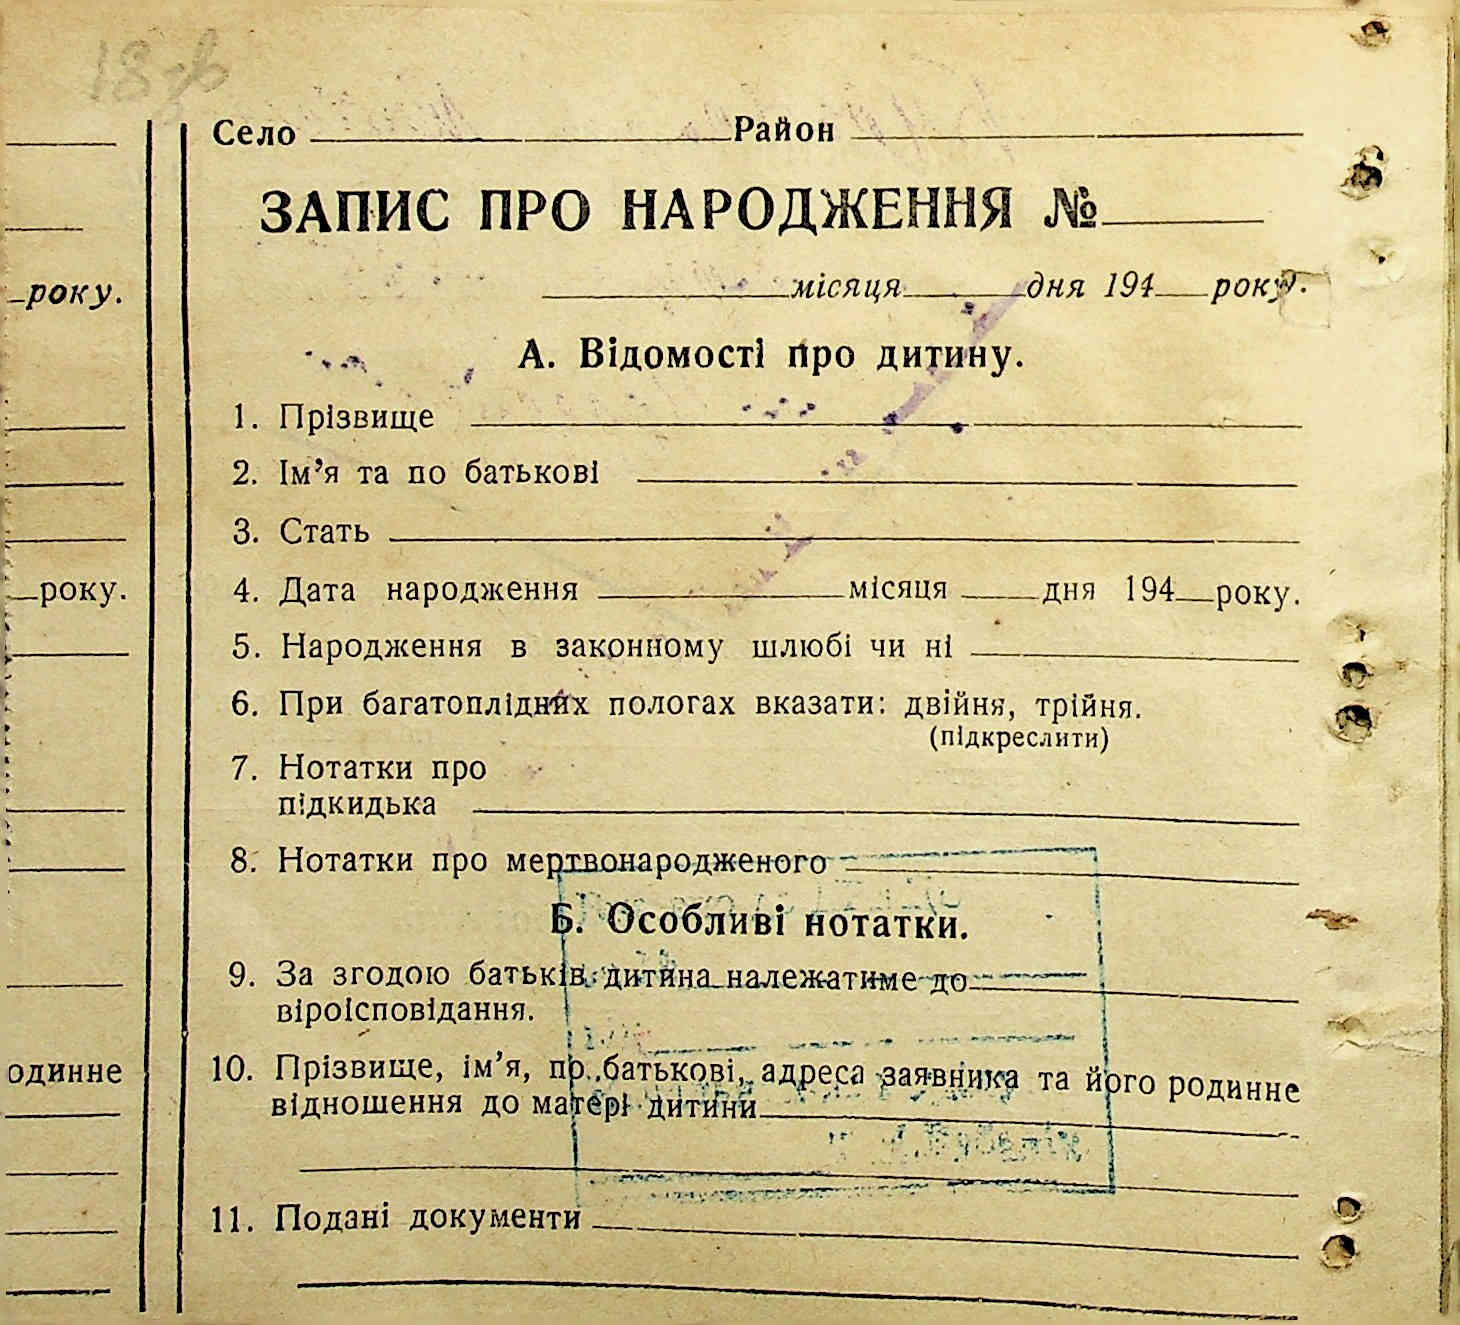 18 зв
Село Район
ЗАПИС ПРО НАРОДЖЕННЯ №
місяця дня 194 року.
року.
А. Відомості про дитину.
1. Прізвище
2. Ім’я та по батькові
3. Стать
4. Дата народження місяця дня 194 року.
року.
5. Народження в законному шлюбі чи ні
6. При багатоплідних пологах вказати: двійня, трійня.
(підкреслити)
7. Нотатки про
підкидька
8. Нотатки про мертвонародженого
Б. Особливі нотатки.
9. За згодою батьків дитина належатиме до
віроісповідання.
10. Прізвище, ім’я, по батькові, адреса заявника та його родинне
одинне
відношення до матері дитини
11. Подані документи